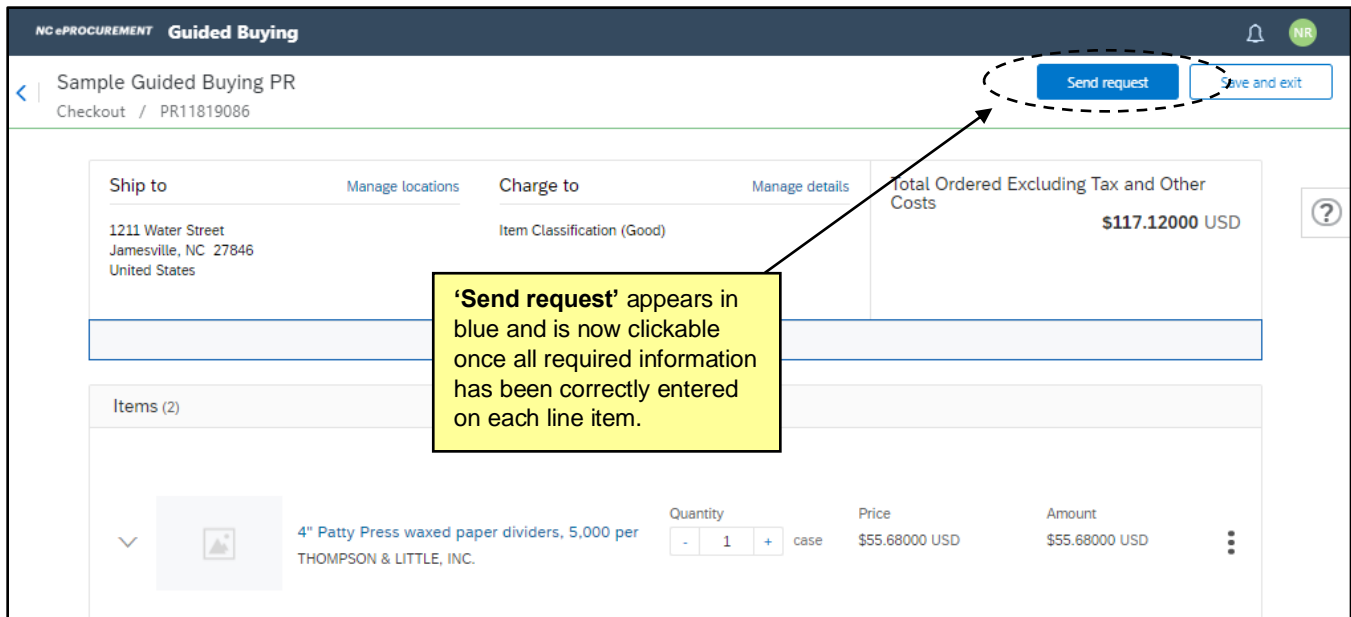 NC ePROCUREMENT Guided Buying
NR
Sample Guided Buying PR
Checkout / PR11819086
Send request
Save and exit
Ship to
Manage locations
1211 Water Street
Jamesville, NC 27846
United States
Charge to
Manage details
Item Classification (Good)
Total Ordered Excluding Tax and Other
Costs
$117.12000 USD
?
‘Send request’ appears in
blue and is now clickable
once all required information
has been correctly entered
on each line item.
Items (2)
4" Patty Press waxed paper dividers, 5,000 per
THOMPSON & LITTLE, INC.
Quantity
- 1 + case
Price
$55.68000 USD
Amount
$55.68000 USD